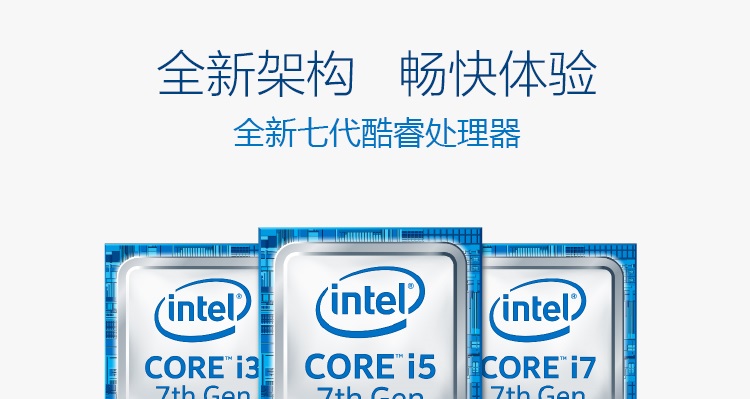 全新架构 畅快体验
全新七代酷睿处理器
intel®
CORE™ i3
7th Gen
intel®
CORE™ i5
7th Gen
intel®
CORE™ i7
7th Gen